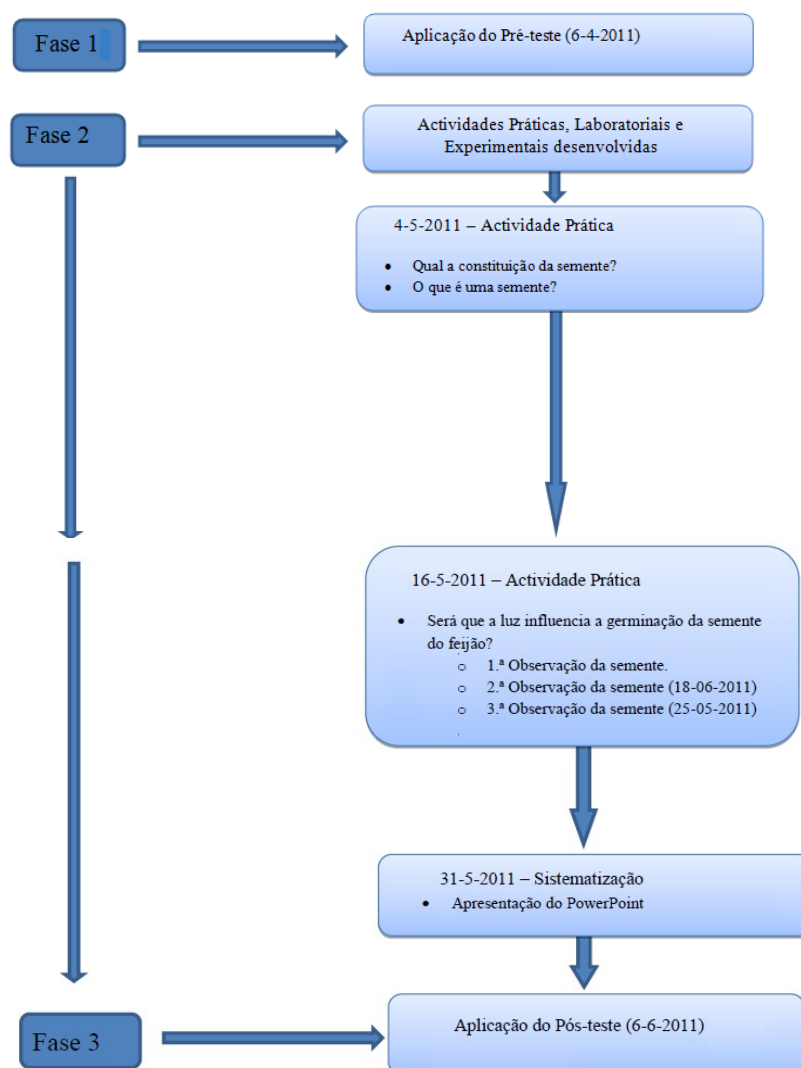 Fase 1
Aplicação do Pré-teste (6-4-2011)
Fase 2
Actividades Práticas, Laboratoriais e
Experimentais desenvolvidas
4-5-2011 – Actividade Prática
• Qual a constituição da semente?
• O que é uma semente?
16-5-2011 – Actividade Prática
• Será que a luz influencia a germinação da semente
do feijão?
o 1.ª Observação da semente.
o 2.ª Observação da semente (18-06-2011)
o 3.ª Observação da semente (25-05-2011)
31-5-2011 – Sistematização
• Apresentação do PowerPoint
Fase 3
Aplicação do Pós-teste (6-6-2011)